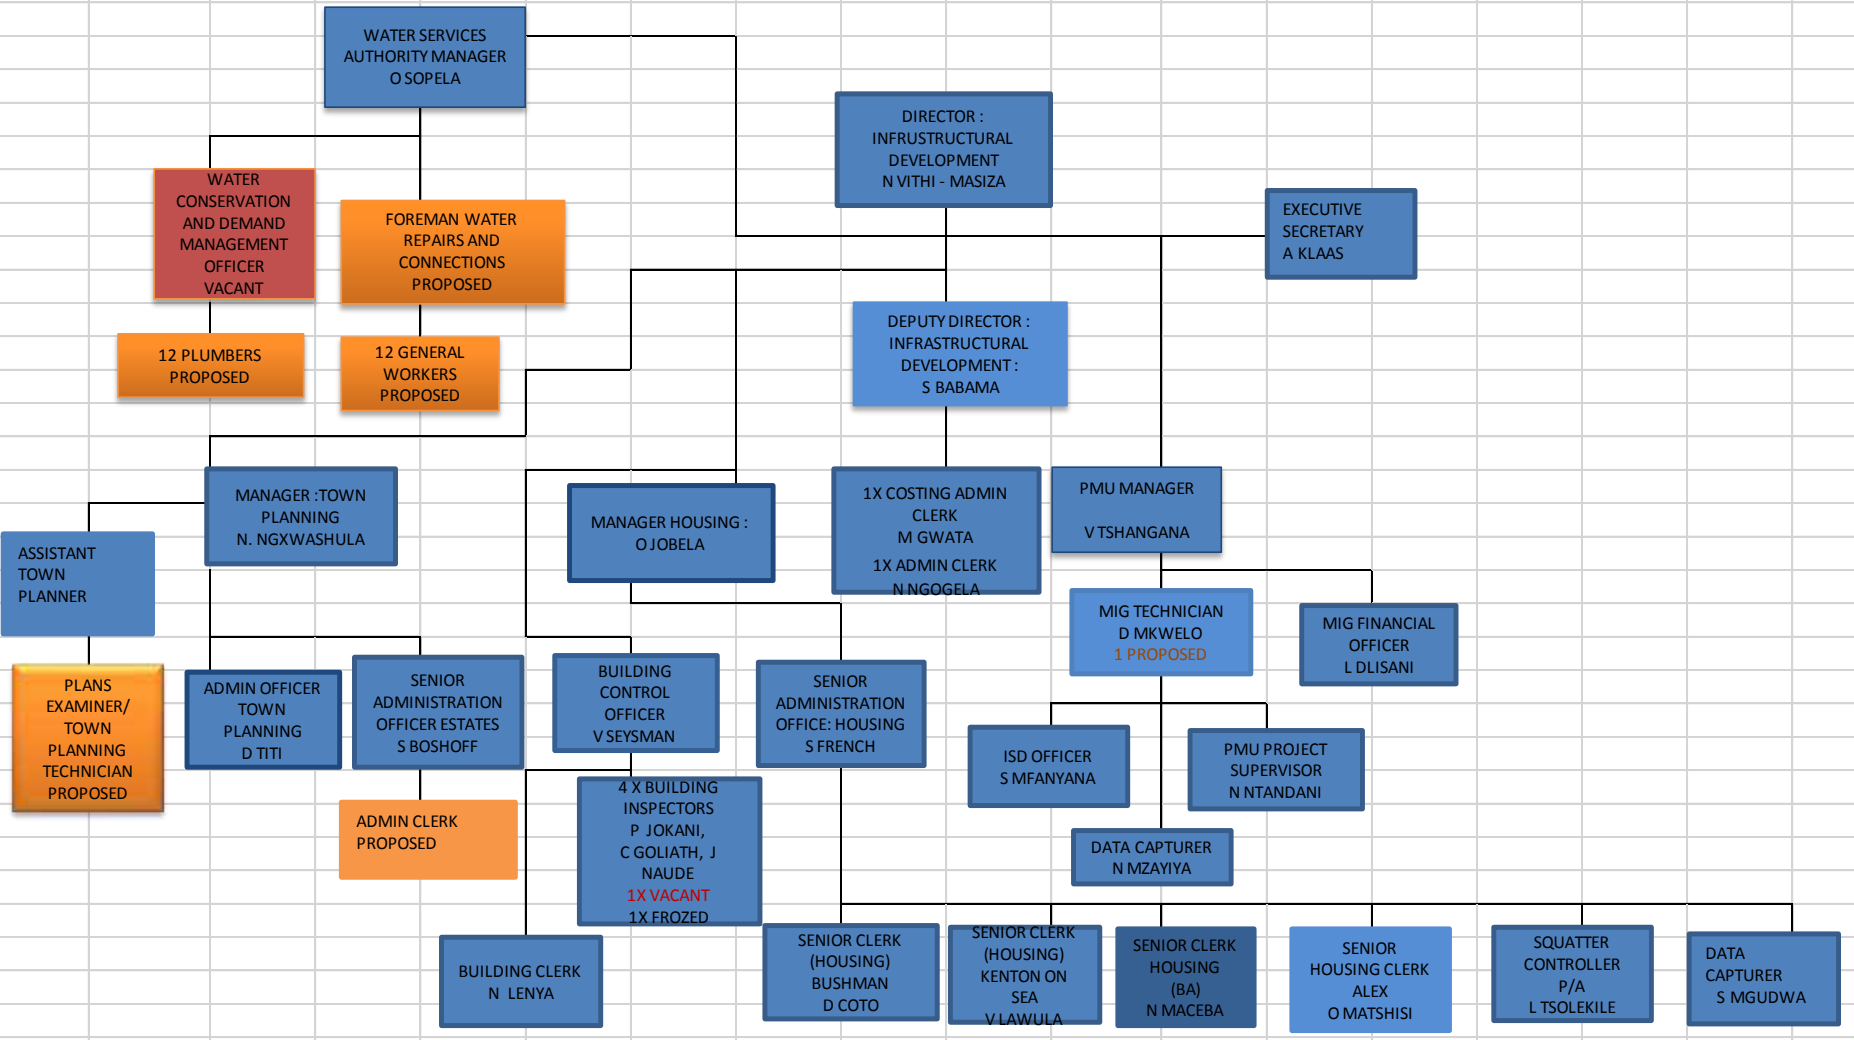 WATER SERVICES
AUTHORITY MANAGER
O SOPELA
DIRECTOR :
INFRUSTRUCTURAL
DEVELOPMENT
N VITHI - MASIZA
WATER
CONSERVATION
AND DEMAND
MANAGEMENT
OFFICER
VACANT
FOREMAN WATER
REPAIRS AND
CONNECTIONS
PROPOSED
EXECUTIVE
SECRETARY
A KLAAS
12 PLUMBERS
PROPOSED
12 GENERAL
WORKERS
PROPOSED
DEPUTY DIRECTOR :
INFRASTRUCTURAL
DEVELOPMENT :
S BABAMA
MANAGER :TOWN
PLANNING
N. NGXWASHULA
MANAGER HOUSING :
O JOBELA
1X COSTING ADMIN
CLERK
M GWATA
1X ADMIN CLERK
N NGOGELA
PMU MANAGER
V TSHANGANA
ASSISTANT
TOWN
PLANNER
MIG TECHNICIAN
D MKWELO
1 PROPOSED
MIG FINANCIAL
OFFICER
L DLISANI
PLANS
EXAMINER/
TOWN
PLANNING
TECHNICIAN
PROPOSED
ADMIN OFFICER
TOWN
PLANNING
D TITI
SENIOR
ADMINISTRATION
OFFICER ESTATES
S BOSHOFF
BUILDING
CONTROL
OFFICER
V SEYSMAN
SENIOR
ADMINISTRATION
OFFICE: HOUSING
S FRENCH
ISD OFFICER
S MFANYANA
PMU PROJECT
SUPERVISOR
N NTANDANI
ADMIN CLERK
PROPOSED
4 X BUILDING
INSPECTORS
P JOKANI,
C GOLIATH, J
NAUDE
1X VACANT
1X FROZED
DATA CAPTURER
N MZAYIYA
BUILDING CLERK
N LENYA
SENIOR CLERK
(HOUSING)
BUSHMAN
D COTO
SENIOR CLERK
(HOUSING)
KENTON ON
SEA
V LAWULA
SENIOR CLERK
HOUSING
(BA)
N MACEBA
SENIOR
HOUSING CLERK
ALEX
O MATSHISI
SQUATTER
CONTROLLER
P/A
L TSOLEKILE
DATA
CAPTURER
S MGUDWA